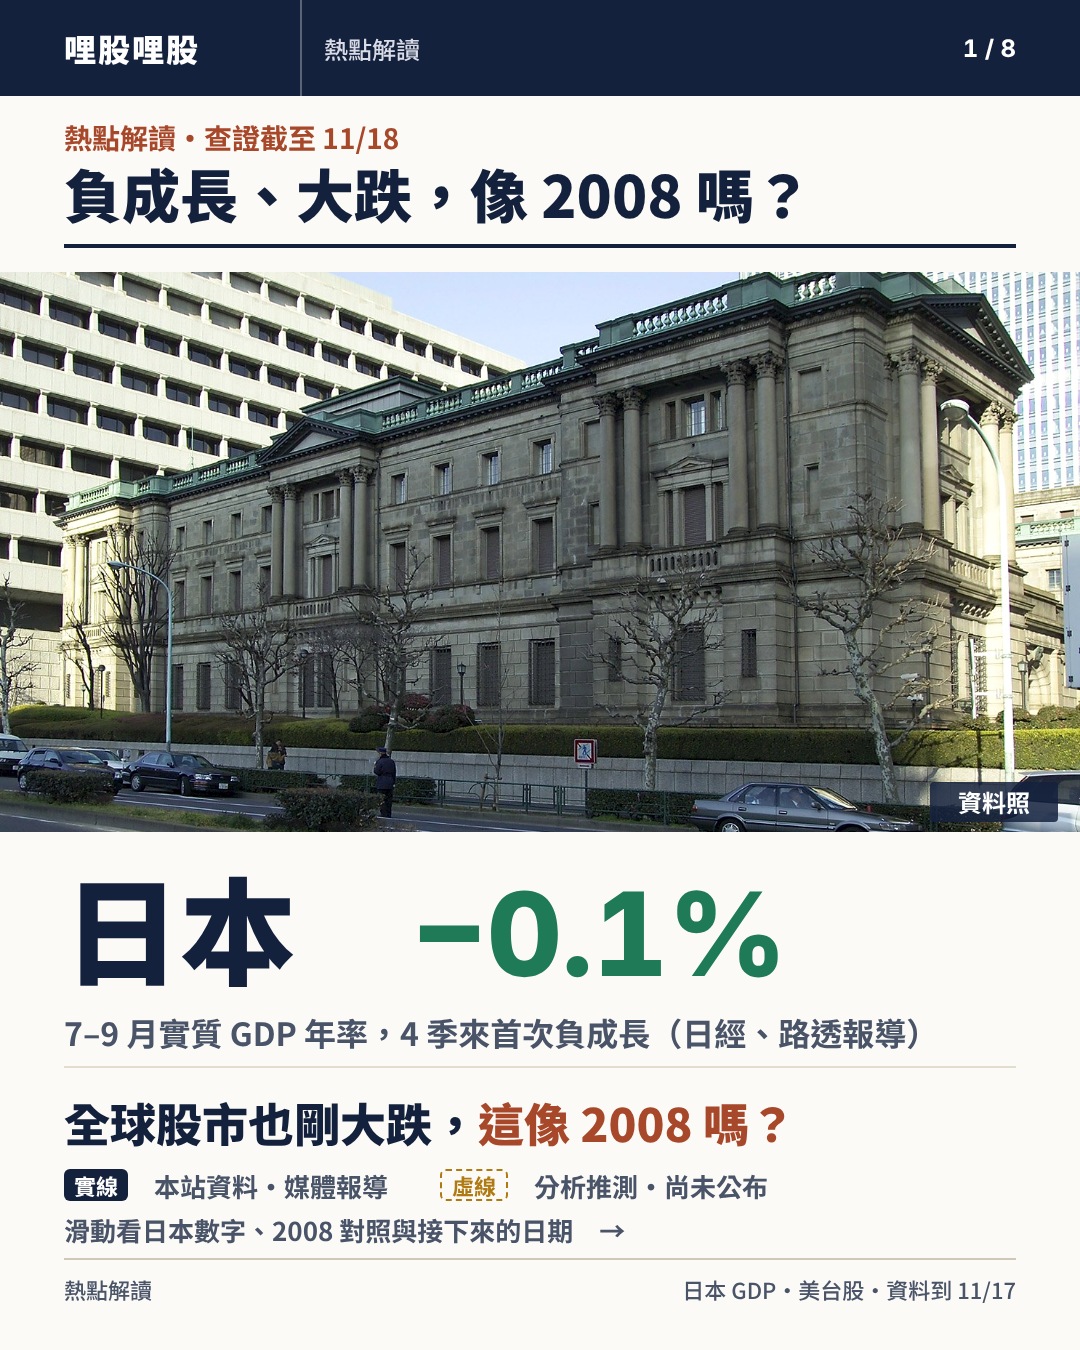 哩股哩股
熱點解讀
1 / 8
熱點解讀・查證截至 11/18
負成長、大跌，像 2008 嗎？
資料照
日本 −0.1%
7–9 月實質 GDP 年率，4 季來首次負成長（日經、路透報導）
全球股市也剛大跌，這像 2008 嗎？
實線 本站資料・媒體報導 虛線 分析推測・尚未公布
滑動看日本數字、2008 對照與接下來的日期 →
熱點解讀
日本 GDP・美台股・資料到 11/17